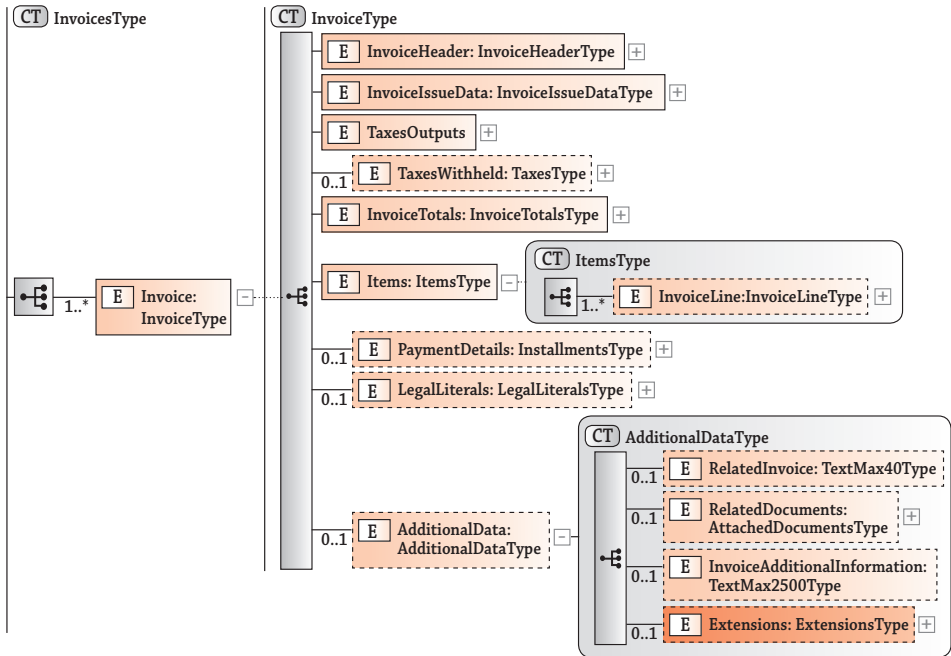 CT InvoicesType
CT InvoiceType
E InvoiceHeader: InvoiceHeaderType +
E InvoiceIssueData: InvoiceIssueDataType +
E TaxesOutputs +
0..1 E TaxesWithheld: TaxesType +
E InvoiceTotals: InvoiceTotalsType +
1..* E Invoice:
InvoiceType −
E Items: ItemsType −
CT ItemsType
1..* E InvoiceLine:InvoiceLineType +
0..1 E PaymentDetails: InstallmentsType +
0..1 E LegalLiterals: LegalLiteralsType +
0..1 E AdditionalData:
AdditionalDataType −
CT AdditionalDataType
0..1 E RelatedInvoice: TextMax40Type
0..1 E RelatedDocuments:
AttachedDocumentsType +
0..1 E InvoiceAdditionalInformation:
TextMax2500Type
0..1 E Extensions: ExtensionsType +